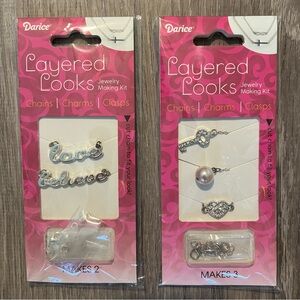 Darice
Layered
Looks
Jewelry
Making Kit
Chains | Charms | Clasps
love
believe
MAKES 2
Darice
Layered
Looks
Jewelry
Making Kit
Chains | Charms | Clasps
MAKES 3